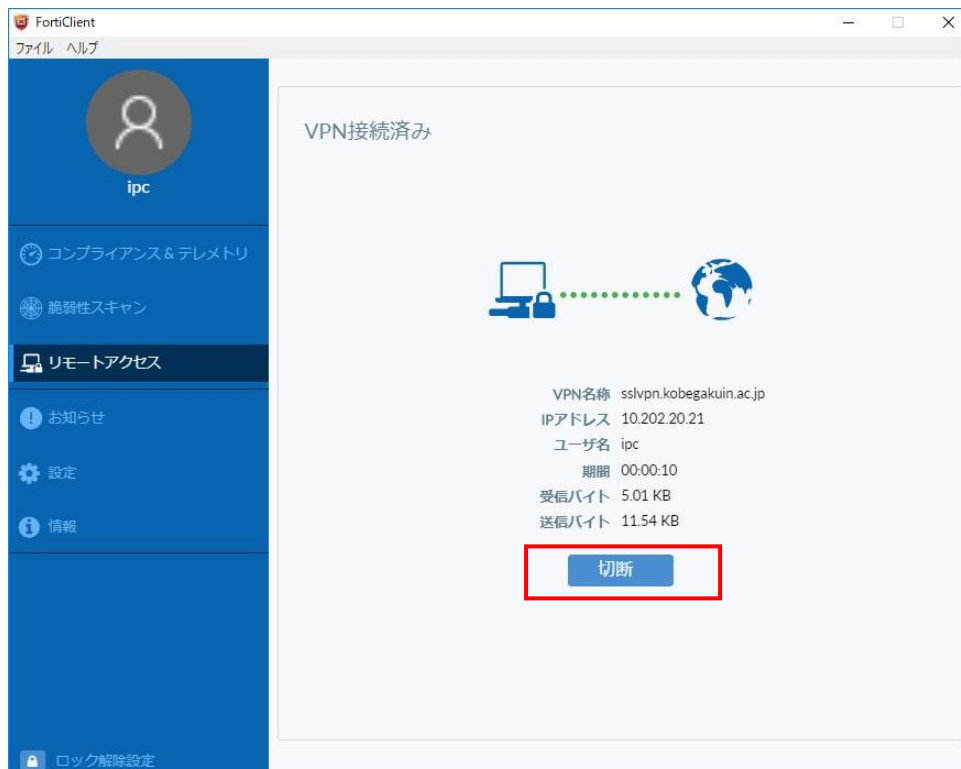 FortiClient
ファイル ヘルプ
ipc
コンプライアンス & テレメトリ
脆弱性スキャン
リモートアクセス
お知らせ
設定
情報
ロック解除設定
VPN接続済み
VPN名称 sslvpn.kobegakuin.ac.jp
IPアドレス 10.202.20.21
ユーザ名 ipc
期間 00:00:10
受信バイト 5.01 KB
送信バイト 11.54 KB
切断